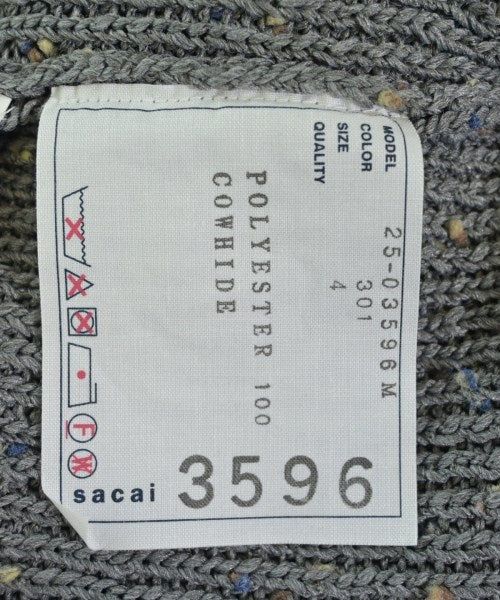 MODEL 25-03596M
COLOR 301
SIZE 4
QUALITY
POLYESTER 100
COWHIDE
F
W
sacai 3596